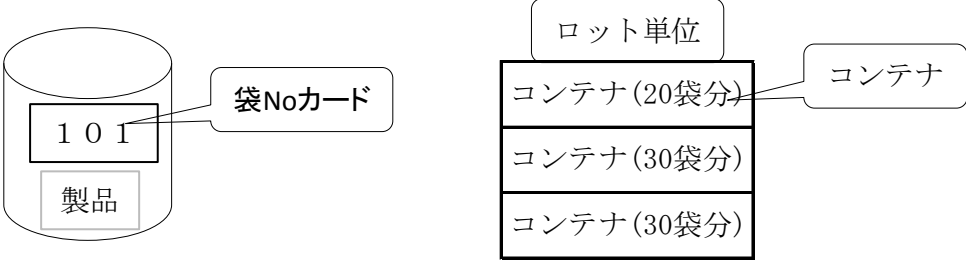 袋Noカード
１０１
製品
ロット単位
コンテナ
コンテナ(20袋分)
コンテナ(30袋分)
コンテナ(30袋分)